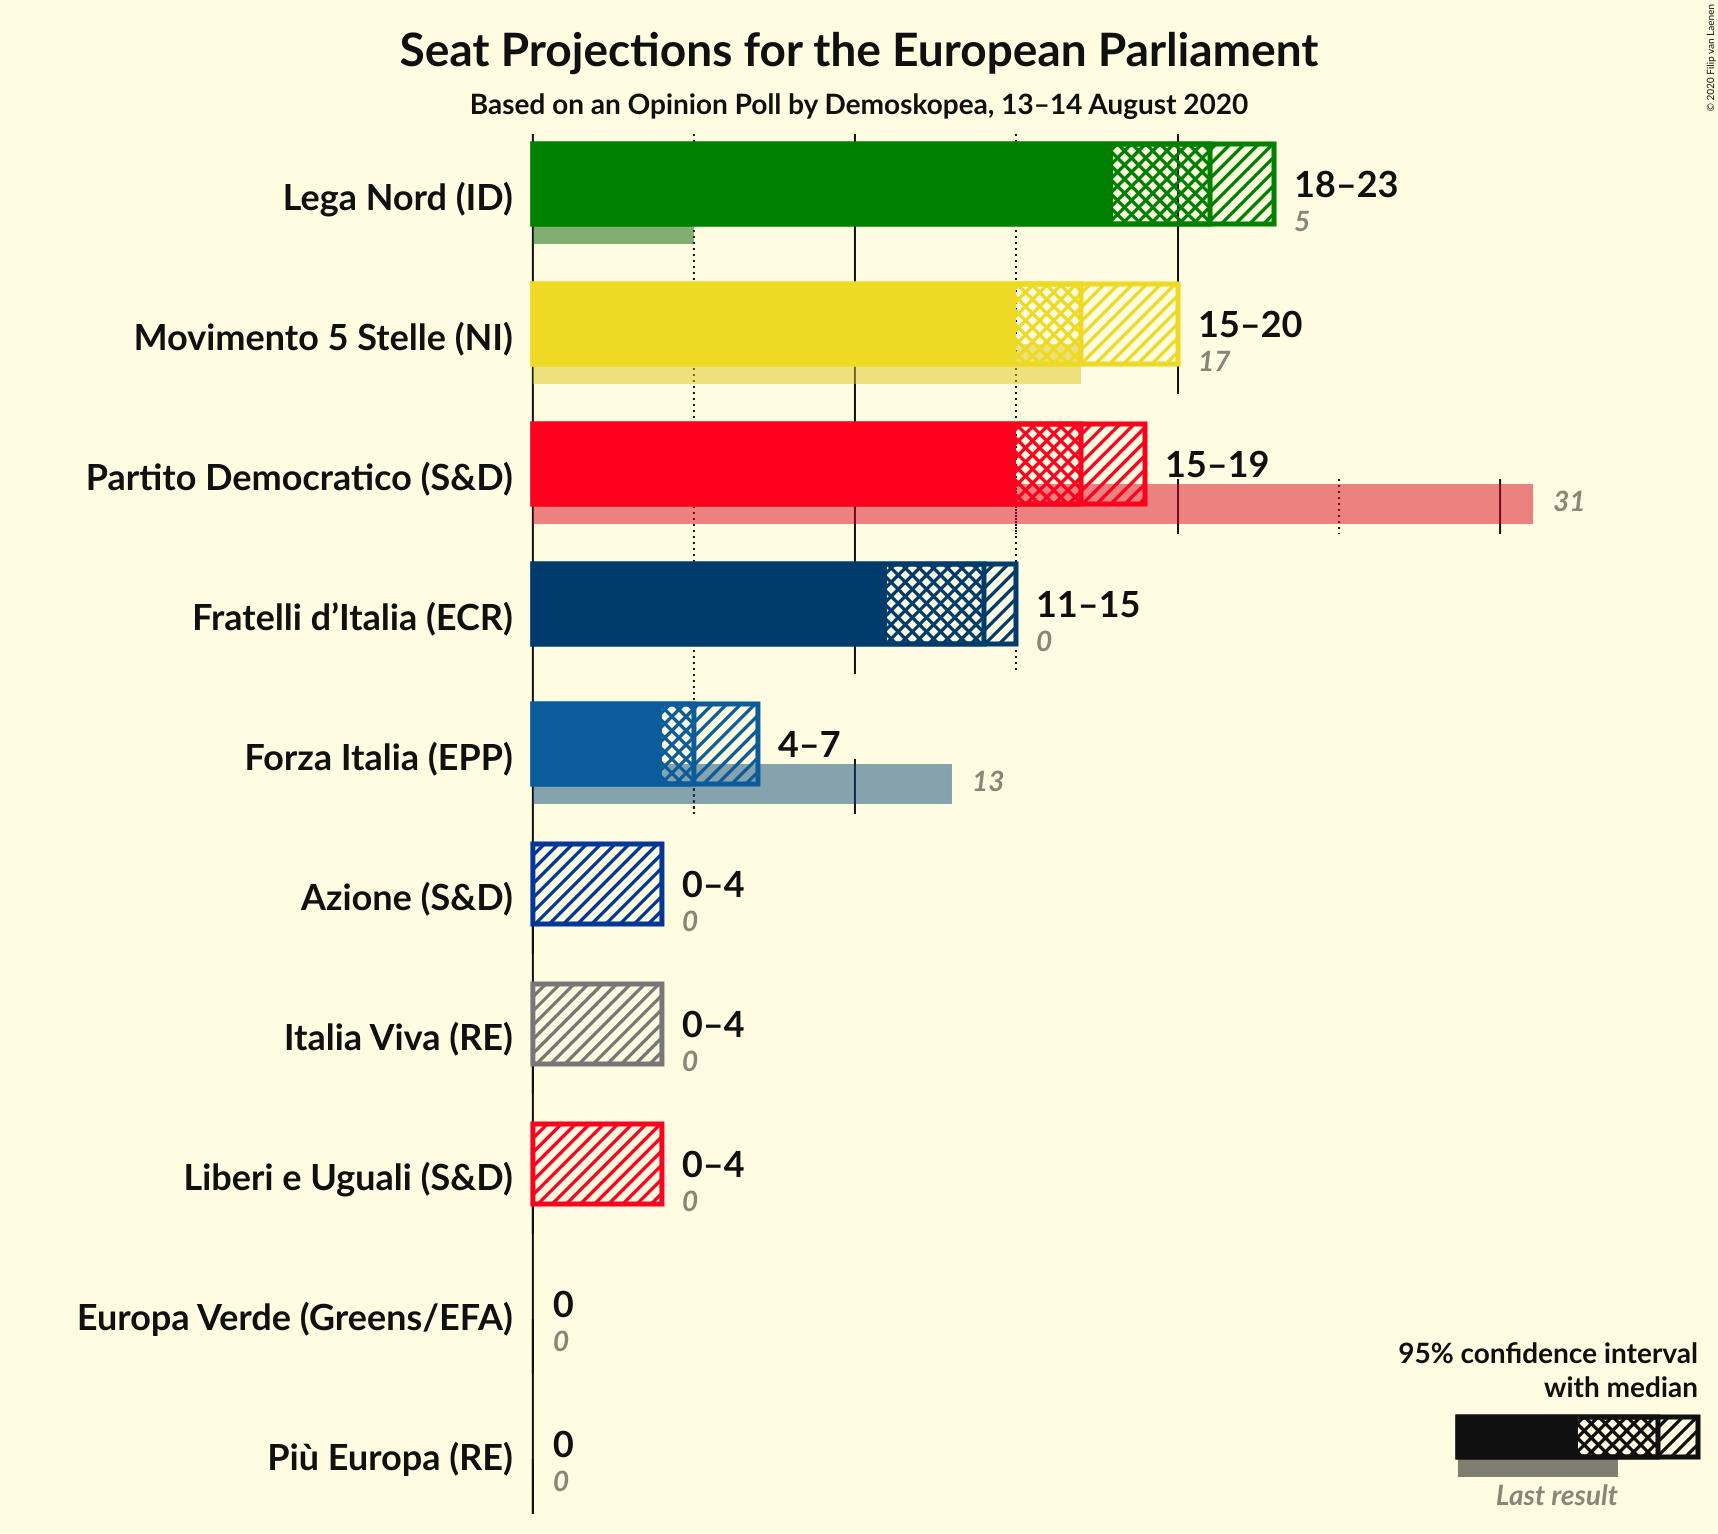 Seat Projections for the European Parliament
Based on an Opinion Poll by Demoskopea, 13–14 August 2020
© 2020 Filip van Laenen
Lega Nord (ID)
18–23
5
Movimento 5 Stelle (NI)
15–20
17
Partito Democratico (S&D)
15–19
31
Fratelli d’Italia (ECR)
11–15
0
Forza Italia (EPP)
4–7
13
Azione (S&D)
0–4
0
Italia Viva (RE)
0–4
0
Liberi e Uguali (S&D)
0–4
0
Europa Verde (Greens/EFA)
0
0
Più Europa (RE)
0
0
95% confidence interval
with median
Last result